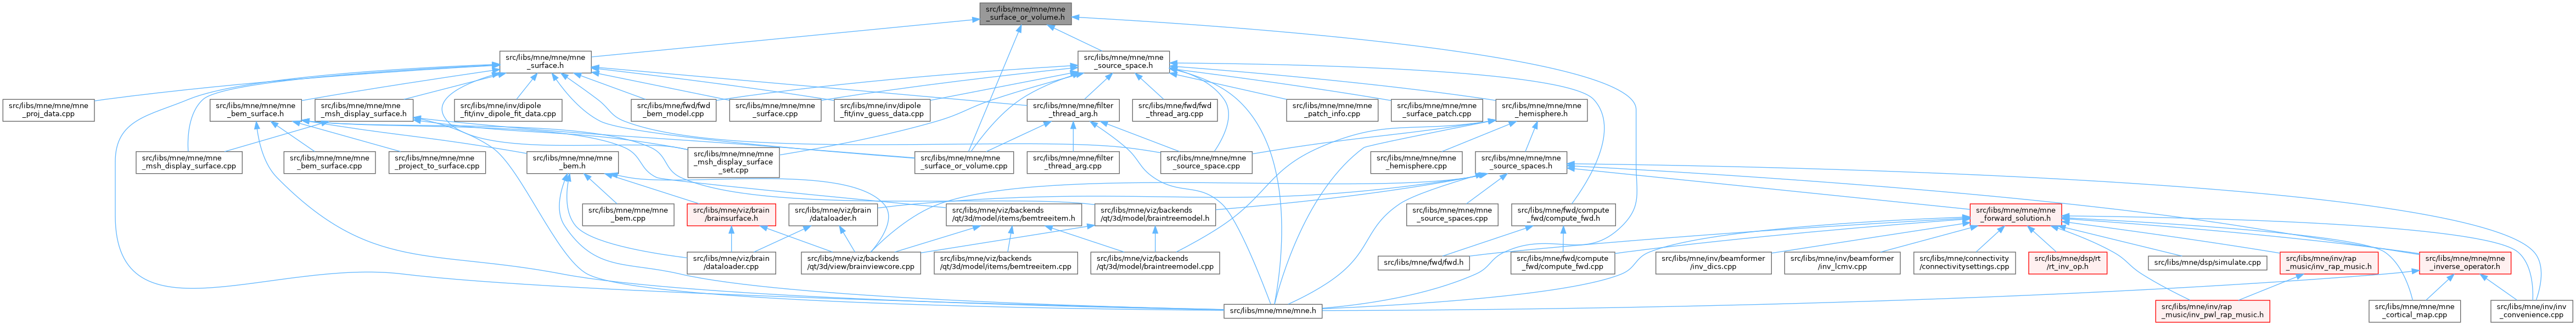 src/libs/mne/mne/mne
_surface_or_volume.h
src/libs/mne/mne/mne
_surface.h
src/libs/mne/mne/mne
_source_space.h
src/libs/mne/mne/mne
_proj_data.cpp
src/libs/mne/mne/mne
_bem_surface.h
src/libs/mne/mne/mne
_msh_display_surface.h
src/libs/mne/inv/dipole
_fit/inv_dipole_fit_data.cpp
src/libs/mne/fwd/fwd
_bem_model.cpp
src/libs/mne/mne/mne
_surface.cpp
src/libs/mne/inv/dipole
_fit/inv_guess_data.cpp
src/libs/mne/mne/filter
_thread_arg.h
src/libs/mne/fwd/fwd
_thread_arg.cpp
src/libs/mne/mne/mne
_patch_info.cpp
src/libs/mne/mne/mne
_surface_patch.cpp
src/libs/mne/mne/mne
_hemisphere.h
src/libs/mne/mne/mne
_msh_display_surface.cpp
src/libs/mne/mne/mne
_bem_surface.cpp
src/libs/mne/mne/mne
_project_to_surface.cpp
src/libs/mne/mne/mne
_bem.h
src/libs/mne/mne/mne
_msh_display_surface
_set.cpp
src/libs/mne/mne/mne
_surface_or_volume.cpp
src/libs/mne/mne/filter
_thread_arg.cpp
src/libs/mne/mne/mne
_source_space.cpp
src/libs/mne/mne/mne
_hemisphere.cpp
src/libs/mne/mne/mne
_source_spaces.h
src/libs/mne/mne/mne
_bem.cpp
src/libs/mne/viz/brain
/brainsurface.h
src/libs/mne/viz/brain
/dataloader.h
src/libs/mne/viz/backends
/qt/3d/model/items/bemtreeitem.h
src/libs/mne/viz/backends
/qt/3d/model/braintreemodel.h
src/libs/mne/mne/mne
_source_spaces.cpp
src/libs/mne/fwd/compute
_fwd/compute_fwd.h
src/libs/mne/mne/mne
_forward_solution.h
src/libs/mne/viz/brain
/dataloader.cpp
src/libs/mne/viz/backends
/qt/3d/view/brainviewcore.cpp
src/libs/mne/viz/backends
/qt/3d/model/items/bemtreeitem.cpp
src/libs/mne/viz/backends
/qt/3d/model/braintreemodel.cpp
src/libs/mne/fwd/fwd.h
src/libs/mne/fwd/compute
_fwd/compute_fwd.cpp
src/libs/mne/inv/beamformer
/inv_dics.cpp
src/libs/mne/inv/beamformer
/inv_lcmv.cpp
src/libs/mne/connectivity
/connectivitysettings.cpp
src/libs/mne/dsp/rt
/rt_inv_op.h
src/libs/mne/dsp/simulate.cpp
src/libs/mne/inv/rap
_music/inv_rap_music.h
src/libs/mne/mne/mne
_inverse_operator.h
src/libs/mne/mne/mne.h
src/libs/mne/inv/rap
_music/inv_pwl_rap_music.h
src/libs/mne/mne/mne
_cortical_map.cpp
src/libs/mne/inv/inv
_convenience.cpp